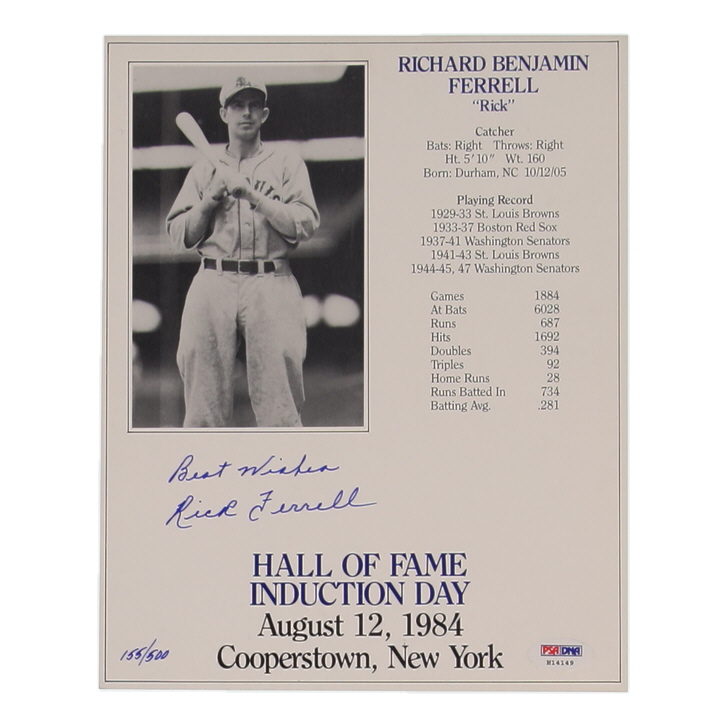 RICHARD BENJAMIN
FERRELL
"Rick"
Catcher
Bats: Right Throws: Right
Ht. 5'10" Wt. 160
Born: Durham, NC 10/12/05
Playing Record
1929-33 St. Louis Browns
1933-37 Boston Red Sox
1937-41 Washington Senators
1941-43 St. Louis Browns
1944-45, 47 Washington Senators
Games 1884
At Bats 6028
Runs 687
Hits 1692
Doubles 394
Triples 92
Home Runs 28
Runs Batted In 734
Batting Avg. .281
Best Wishes
Rick Ferrell
HALL OF FAME
INDUCTION DAY
August 12, 1984
Cooperstown, New York
155/500
PSA DNA
H14149